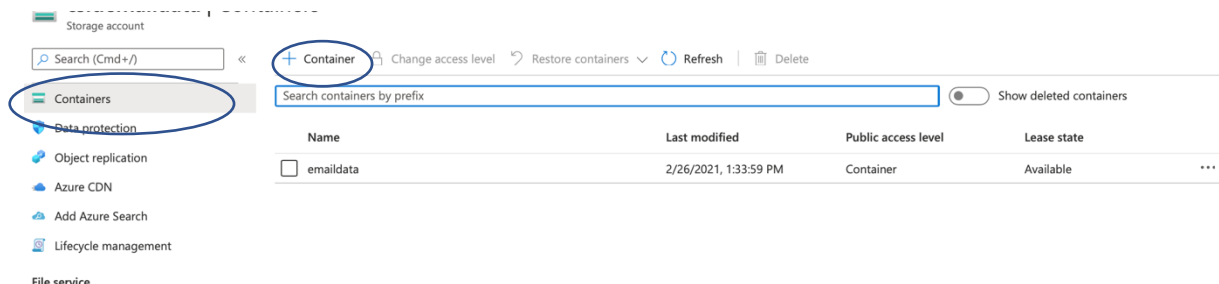 | Containers
Storage account
Search (Cmd+/)
«
+ Container
Change access level
Restore containers
Refresh
Delete
Containers
Search containers by prefix
Show deleted containers
Data protection
Name Last modified Public access level Lease state
Object replication
emaildata 2/26/2021, 1:33:59 PM Container Available ...
Azure CDN
Add Azure Search
Lifecycle management
File service